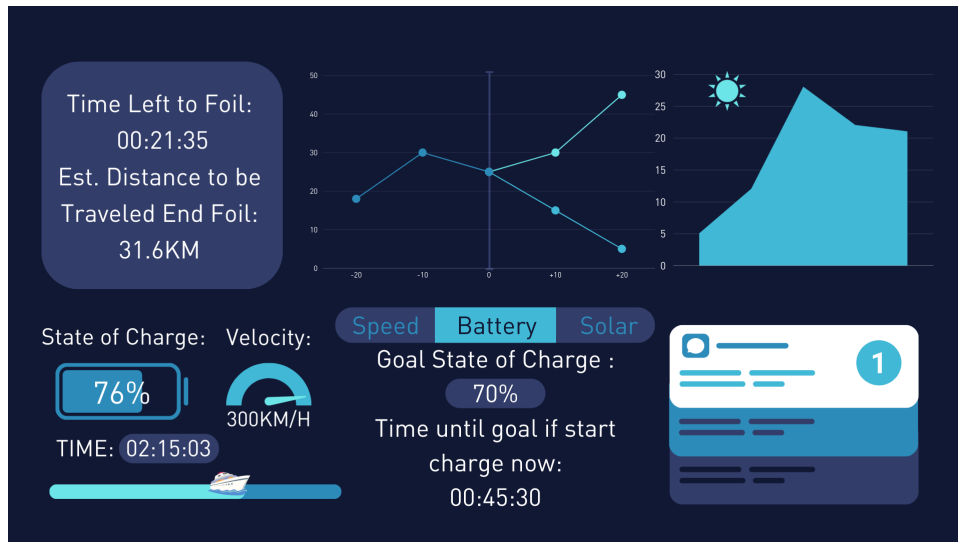 Time Left to Foil:
00:21:35
Est. Distance to be
Traveled End Foil:
31.6KM
50
40
30
20
10
0
-20
-10
0
+10
+20
30
25
20
15
10
5
0
State of Charge:
76%
Velocity:
300KM/H
TIME: 02:15:03
Speed
Battery
Solar
Goal State of Charge :
70%
Time until goal if start
charge now:
00:45:30
1